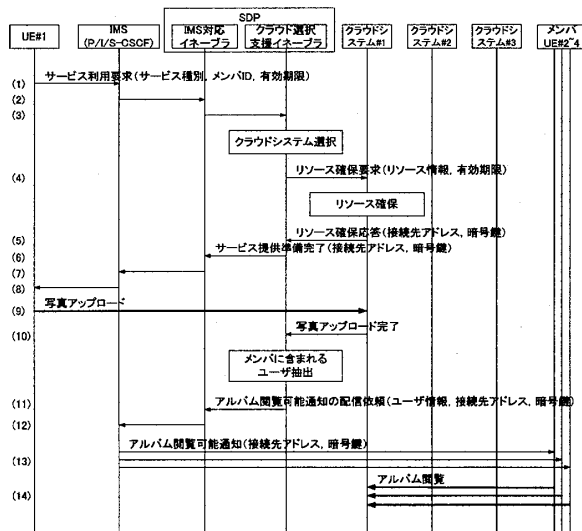 SDP
UE#1
IMS
(P/I/S-CSCF)
IMS対応
イネーブラ
クラウド選択
支援イネーブラ
クラウドシ
ステム#1
クラウドシ
ステム#2
クラウドシ
ステム#3
メンバ
UE#2~4
(1)
サービス利用要求(サービス種別, メンバID, 有効期限)
(2)
(3)
クラウドシステム選択
(4)
リソース確保要求(リソース情報, 有効期限)
リソース確保
(5)
リソース確保応答(接続先アドレス, 暗号鍵)
(6)
サービス提供準備完了(接続先アドレス, 暗号鍵)
(7)
(8)
(9)
写真アップロード
(10)
写真アップロード完了
メンバに含まれる
ユーザ抽出
(11)
アルバム閲覧可能通知の配信依頼(ユーザ情報, 接続先アドレス, 暗号鍵)
(12)
アルバム閲覧可能通知(接続先アドレス, 暗号鍵)
(13)
アルバム閲覧
(14)